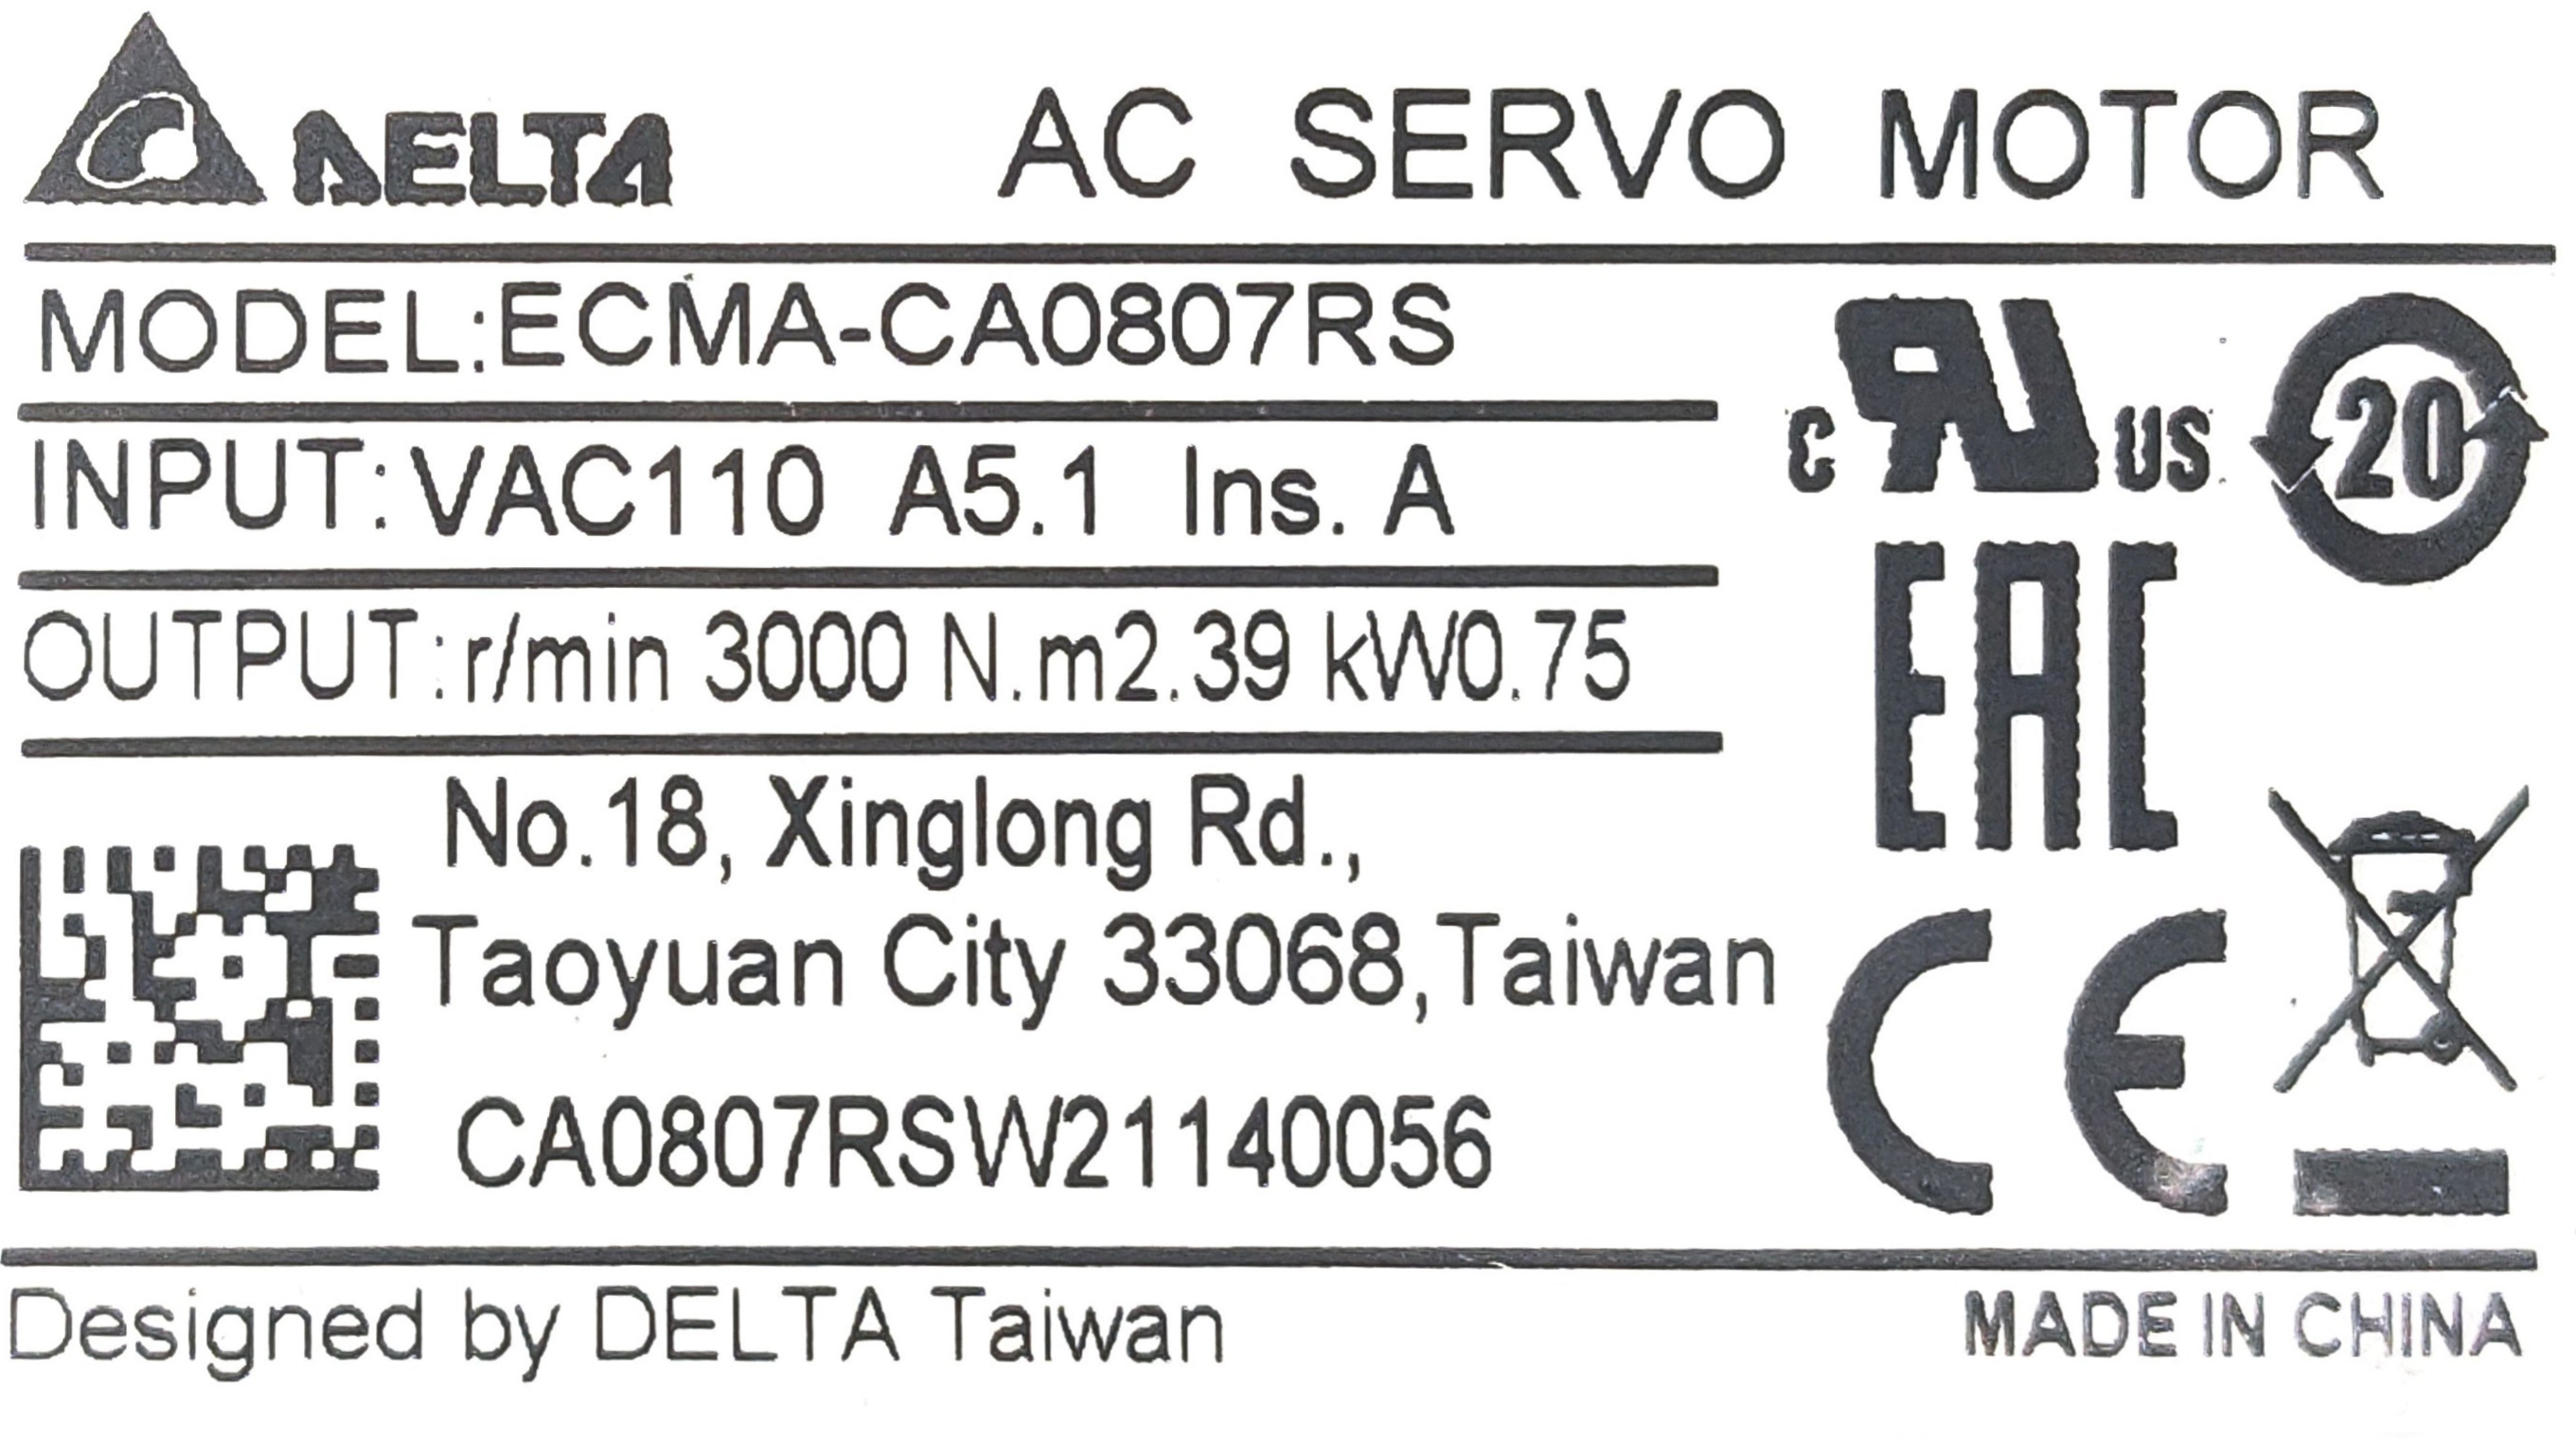 DELTA AC SERVO MOTOR
MODEL:ECMA-CA0807RS
INPUT:VAC110 A5.1 Ins. A
OUTPUT:r/min 3000 N.m2.39 kW0.75
C RU US
20
EAC
No.18, Xinglong Rd.,
Taoyuan City 33068,Taiwan
CE
CA0807RSW21140056
Designed by DELTA Taiwan
MADE IN CHINA